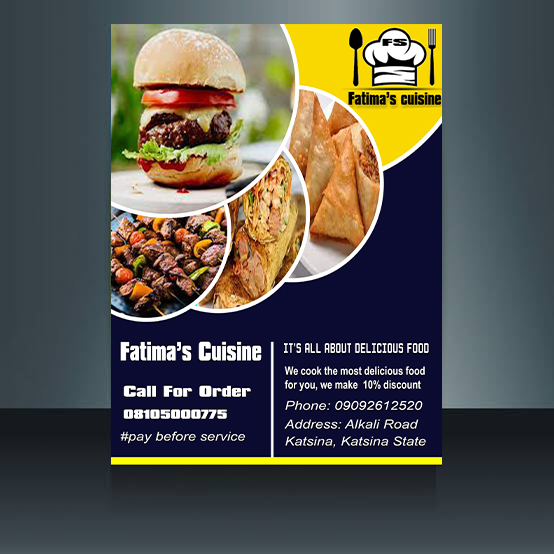 FS
Fatima's cuisine
Fatima's Cuisine
Call For Order
08105000775
#pay before service
IT'S ALL ABOUT DELICIOUS FOOD
We cook the most delicious food
for you, we make 10% discount
Phone: 09092612520
Address: Alkali Road
Katsina, Katsina State